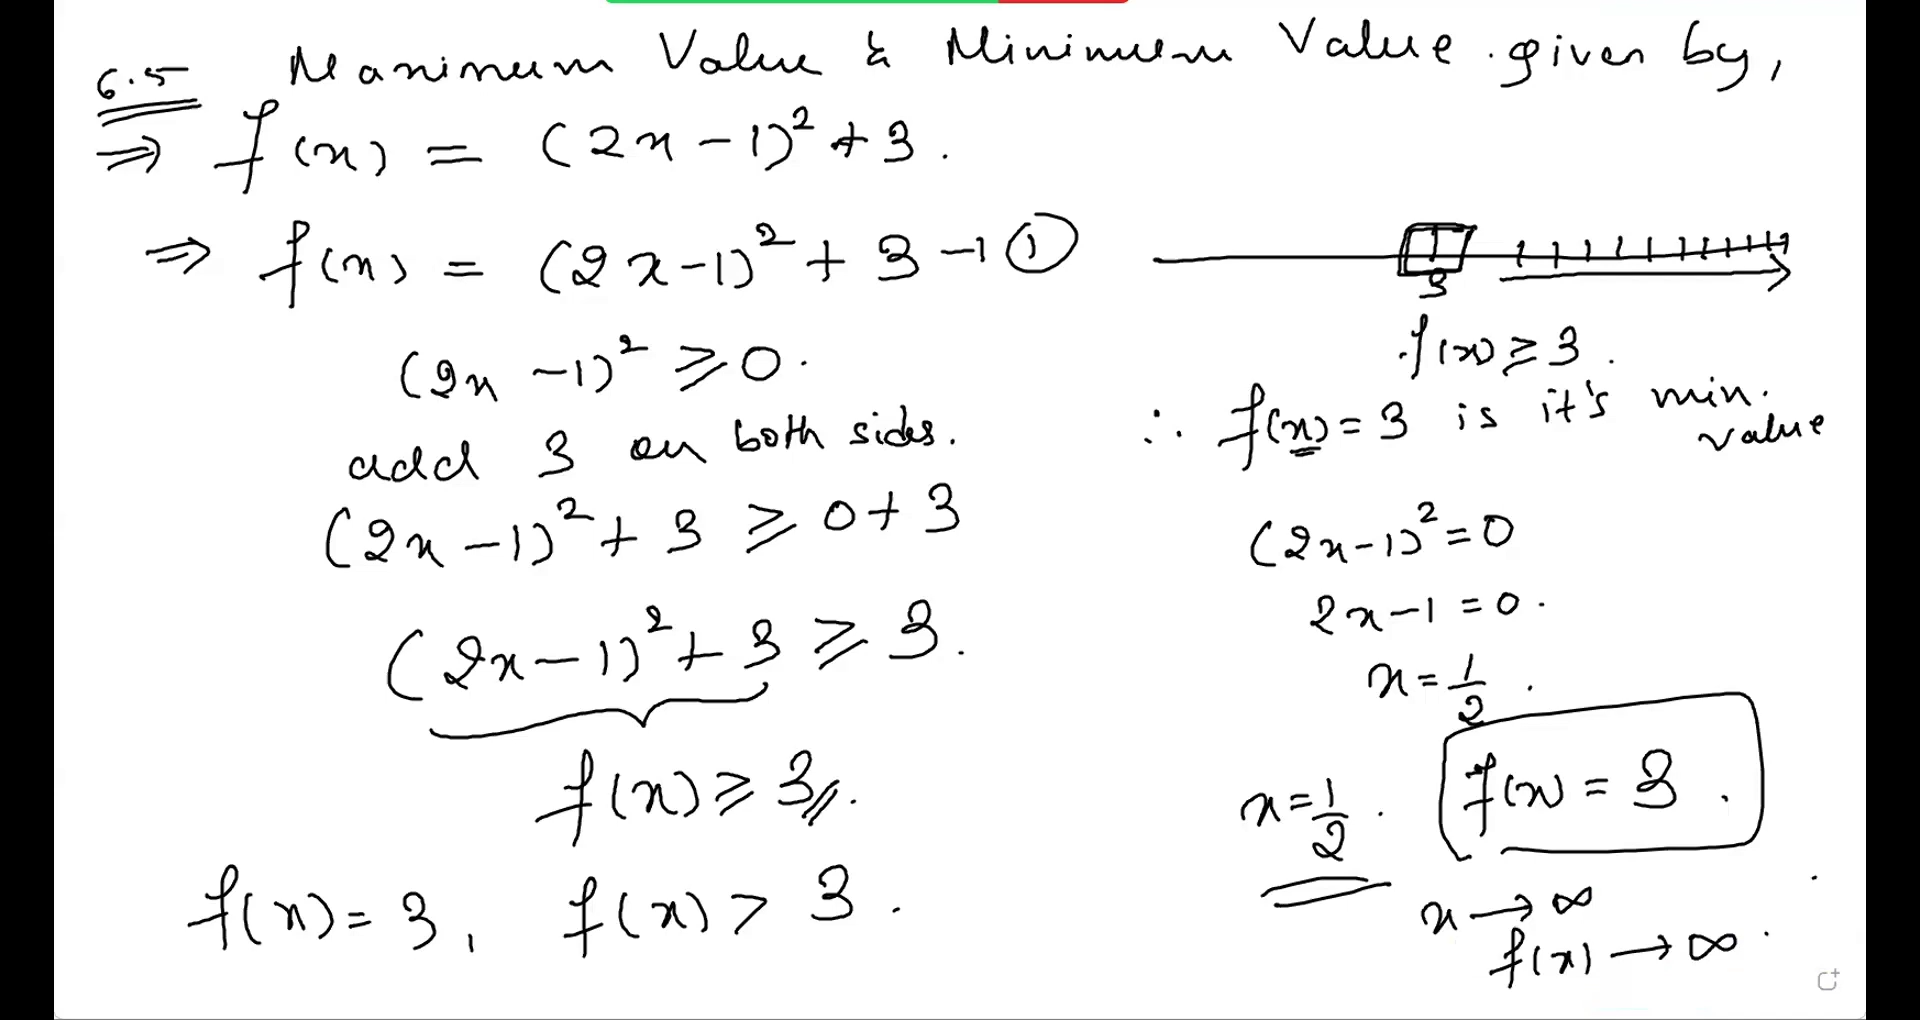 6.5 Maximum Value & Minimum Value given by,
⇒ f(x) = (2x-1)² + 3.
⇒ f(x) = (2x-1)² + 3 - ①
(2x-1)² ≥ 0.
add 3 on both sides.
(2x-1)² + 3 ≥ 0+3
(2x-1)² + 3 ≥ 3.
f(x) ≥ 3.
f(x) = 3, f(x) > 3.
3
f(x) ≥ 3.
∴ f(x) = 3 is it's min.
value
(2x-1)² = 0
2x-1 = 0.
x = 1/2.
x = 1/2. f(x) = 3.
x → ∞
f(x) → ∞.